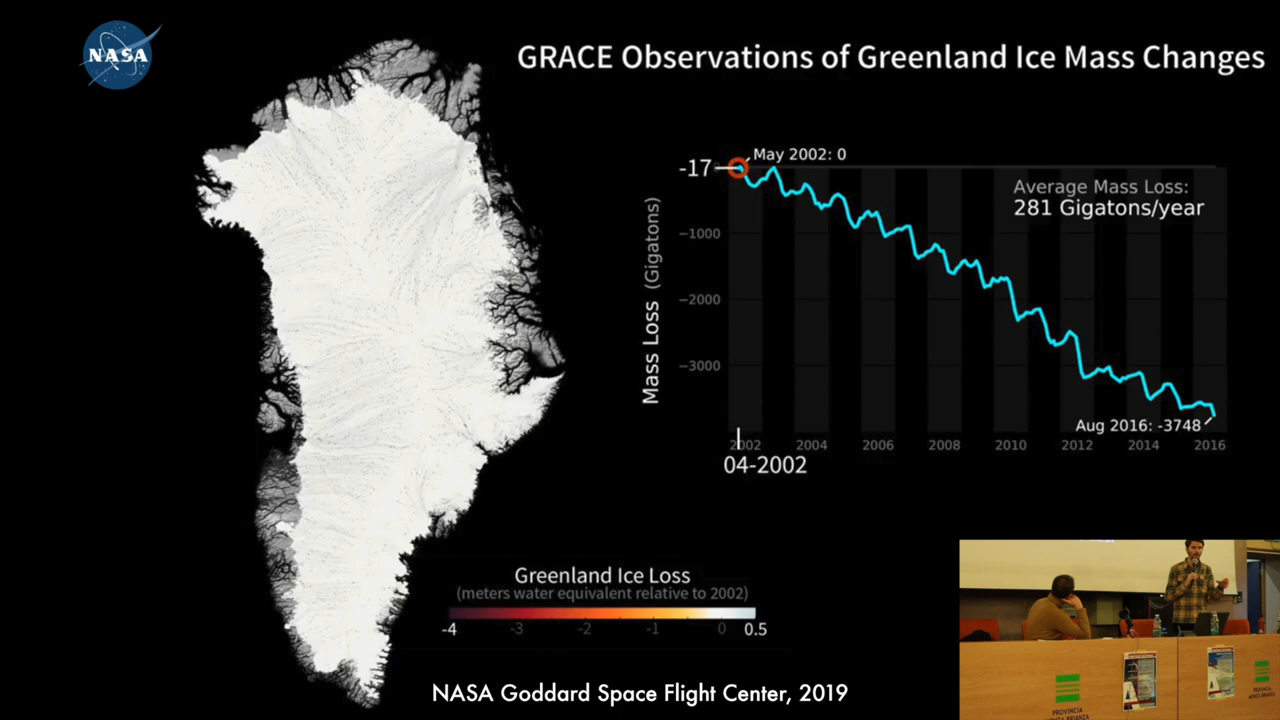 NASA
GRACE Observations of Greenland Ice Mass Changes
May 2002: 0
-17
Average Mass Loss:
281 Gigatons/year
Mass Loss (Gigatons)
−1000
−2000
−3000
Aug 2016: -3748
2002 2004 2006 2008 2010 2012 2014 2016
04-2002
Greenland Ice Loss
(meters water equivalent relative to 2002)
-4 -3 -2 -1 0 0.5
NASA Goddard Space Flight Center, 2019
PROVINCIA
BRIANZA
PROVINCIA